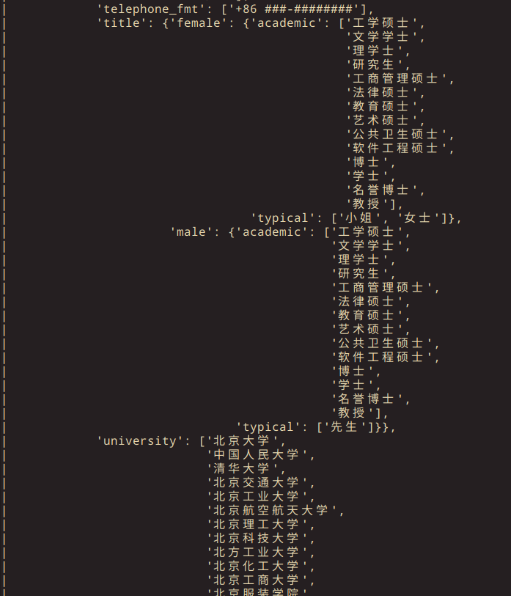 | 'telephone_fmt': ['+86 ###-########'],
| 'title': {'female': {'academic': ['工学硕士',
| '文学学士',
| '理学士',
| '研究生',
| '工商管理硕士',
| '法律硕士',
| '教育硕士',
| '艺术硕士',
| '公共卫生硕士',
| '软件工程硕士',
| '博士',
| '学士',
| '名誉博士',
| '教授'],
| 'typical': ['小姐', '女士']},
| 'male': {'academic': ['工学硕士',
| '文学学士',
| '理学士',
| '研究生',
| '工商管理硕士',
| '法律硕士',
| '教育硕士',
| '艺术硕士',
| '公共卫生硕士',
| '软件工程硕士',
| '博士',
| '学士',
| '名誉博士',
| '教授'],
| 'typical': ['先生']}},
| 'university': ['北京大学',
| '中国人民大学',
| '清华大学',
| '北京交通大学',
| '北京工业大学',
| '北京航空航天大学',
| '北京理工大学',
| '北京科技大学',
| '北方工业大学',
| '北京化工大学',
| '北京工商大学',
| '北京服装学院',